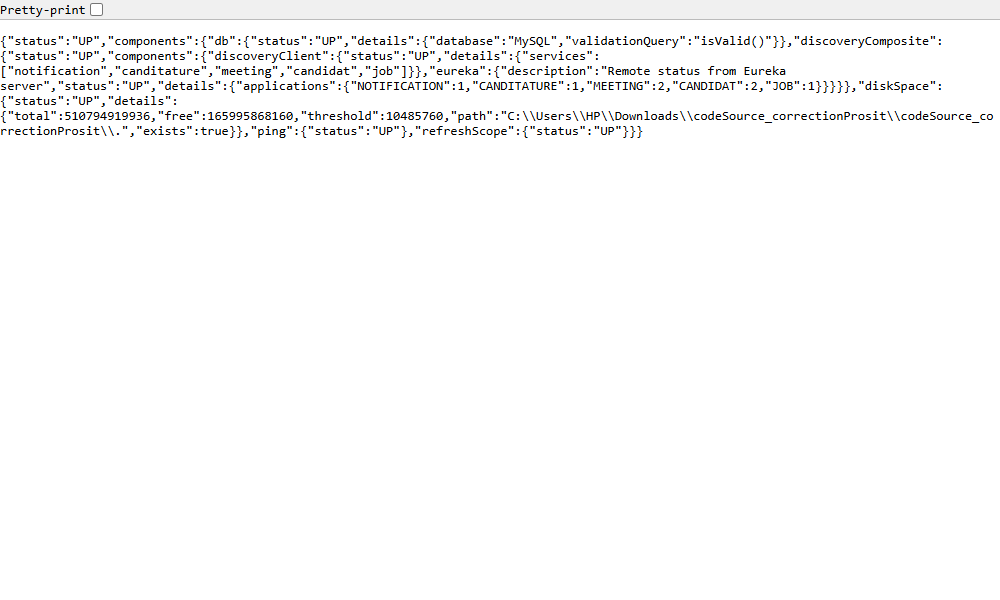 Pretty-print
{"status":"UP","components":{"db":{"status":"UP","details":{"database":"MySQL","validationQuery":"isValid()"}},"discoveryComposite":
{"status":"UP","components":{"discoveryClient":{"status":"UP","details":{"services":
["notification","canditature","meeting","candidat","job"]}},"eureka":{"description":"Remote status from Eureka
server","status":"UP","details":{"applications":{"NOTIFICATION":1,"CANDITATURE":1,"MEETING":2,"CANDIDAT":2,"JOB":1}}}}},"diskSpace":
{"status":"UP","details":
{"total":510794919936,"free":165995868160,"threshold":10485760,"path":"C:\\Users\\HP\\Downloads\\codeSource_correctionProsit\\codeSource_co
rrectionProsit\\.","exists":true}},"ping":{"status":"UP"},"refreshScope":{"status":"UP"}}}